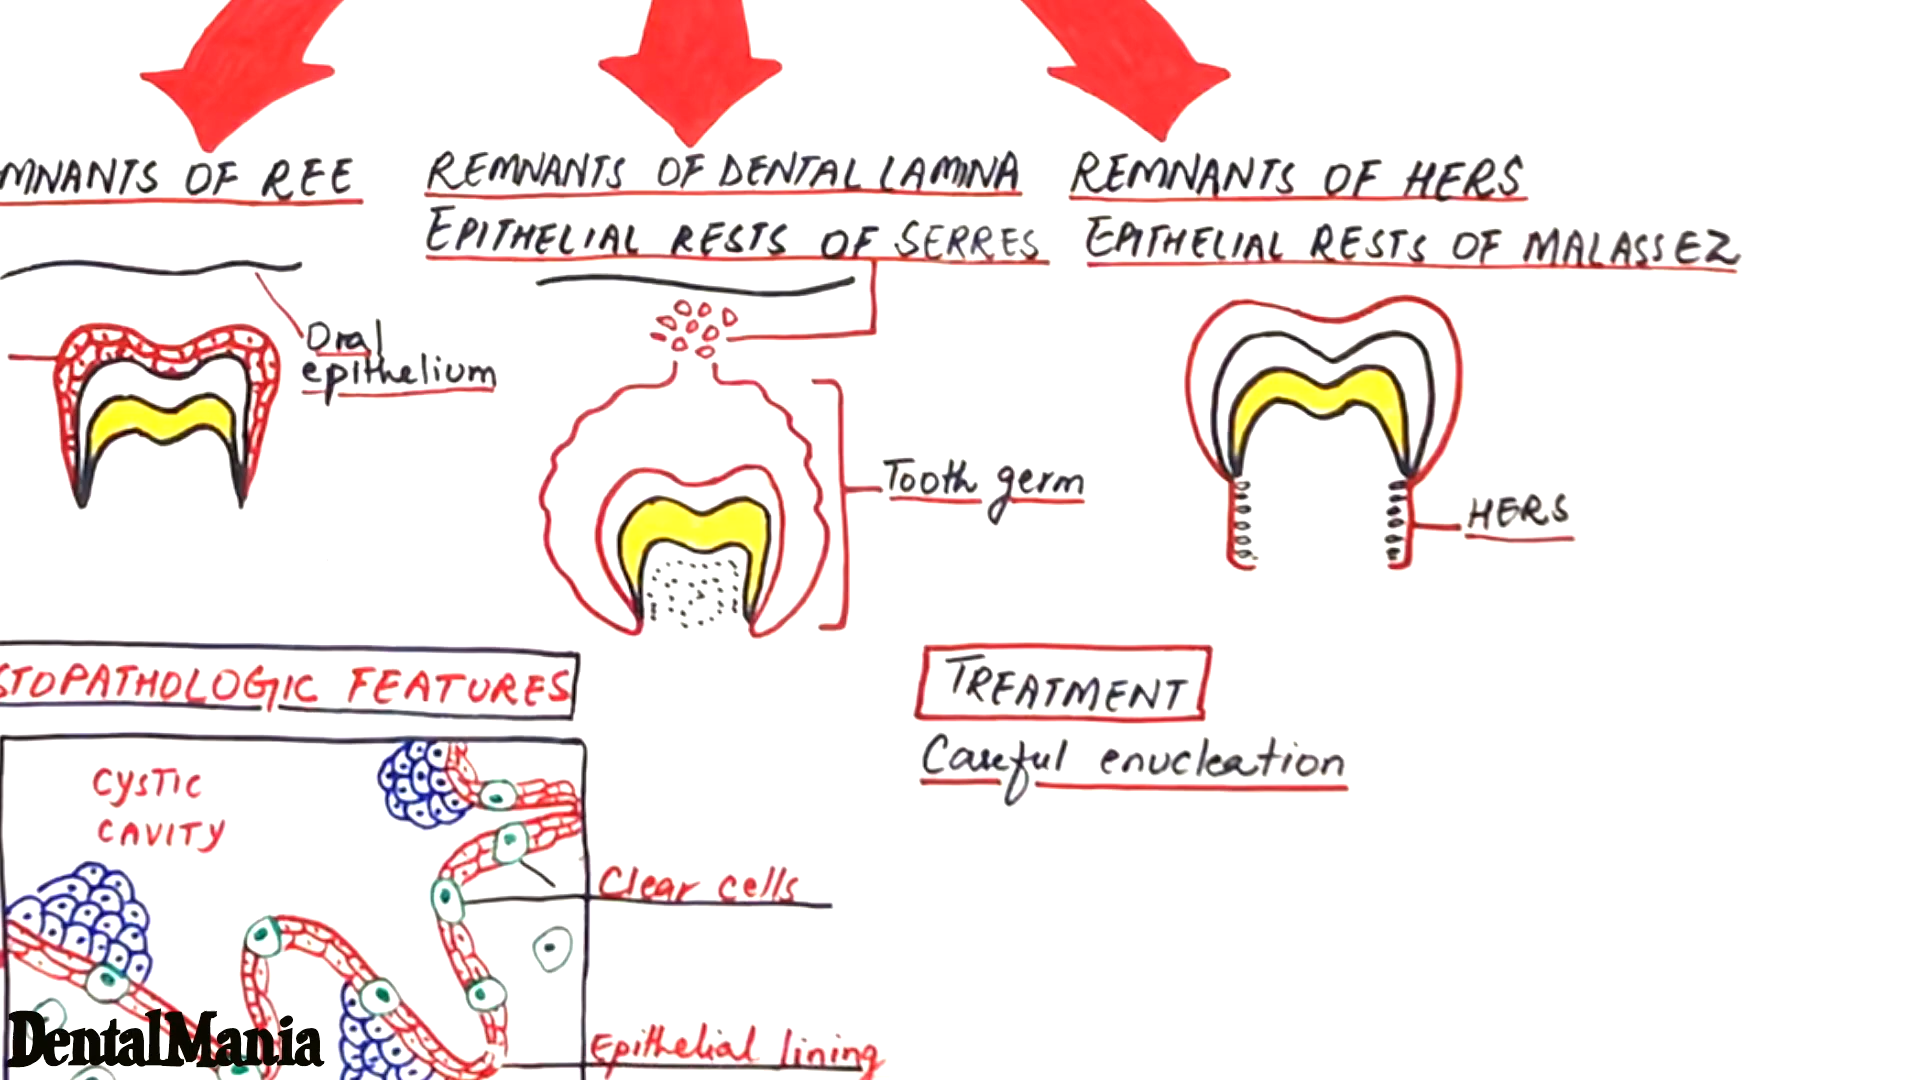 MNANTS OF REE
REMNANTS OF DENTAL LAMINA
EPITHELIAL RESTS OF SERRES
REMNANTS OF HERS
EPITHELIAL RESTS OF MALASSEZ
Oral
epithelium
Tooth germ
HERS
STOPATHOLOGIC FEATURES
CYSTIC
CAVITY
Clear cells
Epithelial lining
TREATMENT
Careful enucleation
DentalMania